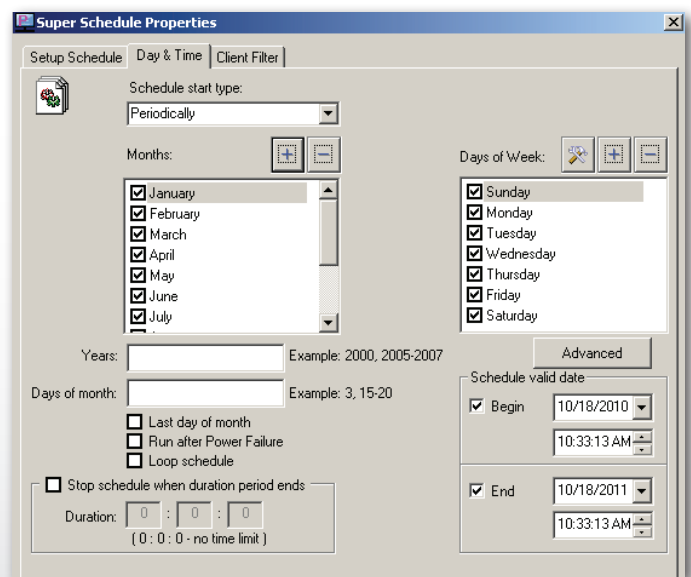 Super Schedule Properties
Setup Schedule
Day & Time
Client Filter
Schedule start type:
Periodically
Months:
January
February
March
April
May
June
July
Days of Week:
Sunday
Monday
Tuesday
Wednesday
Thursday
Friday
Saturday
Years:
Example: 2000, 2005-2007
Days of month:
Example: 3, 15-20
Last day of month
Run after Power Failure
Loop schedule
Stop schedule when duration period ends
Duration: 0 : 0 : 0
( 0 : 0 : 0 - no time limit )
Advanced
Schedule valid date
Begin 10/18/2010
10:33:13 AM
End 10/18/2011
10:33:13 AM